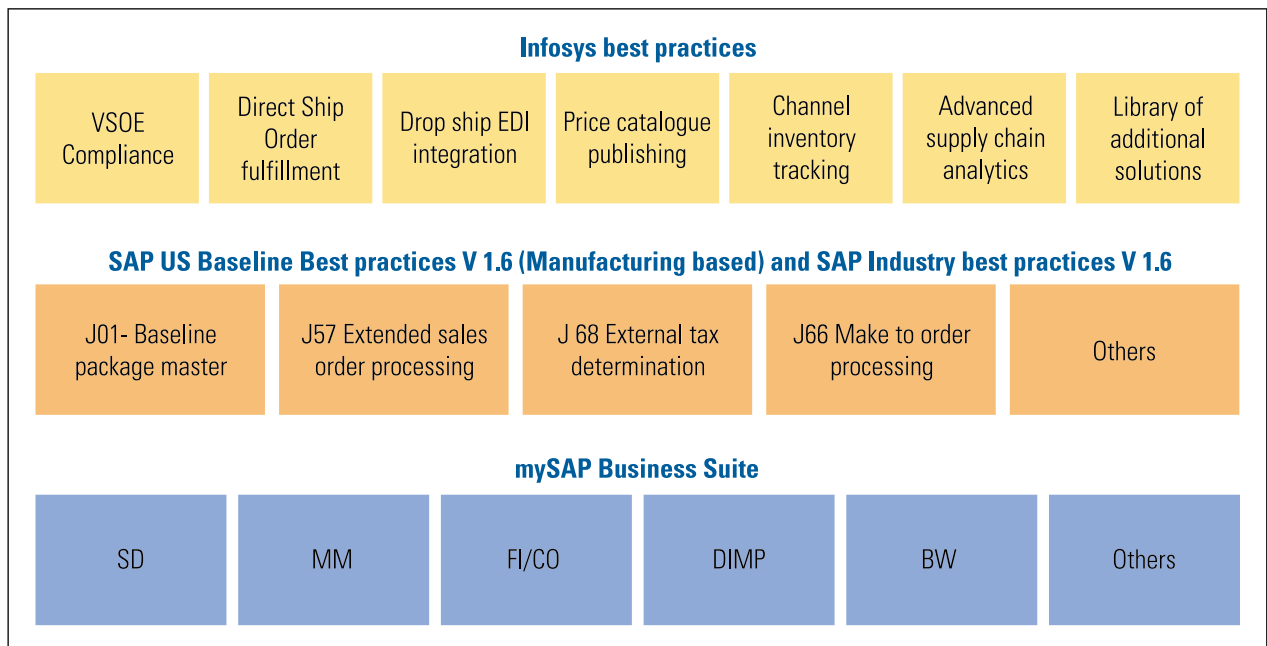 Infosys best practices
VSOE
Compliance
Direct Ship
Order
fulfillment
Drop ship EDI
integration
Price catalogue
publishing
Channel
inventory
tracking
Advanced
supply chain
analytics
Library of
additional
solutions
SAP US Baseline Best practices V 1.6 (Manufacturing based) and SAP Industry best practices V 1.6
J01- Baseline
package master
J57 Extended sales
order processing
J 68 External tax
determination
J66 Make to order
processing
Others
mySAP Business Suite
SD
MM
FI/CO
DIMP
BW
Others